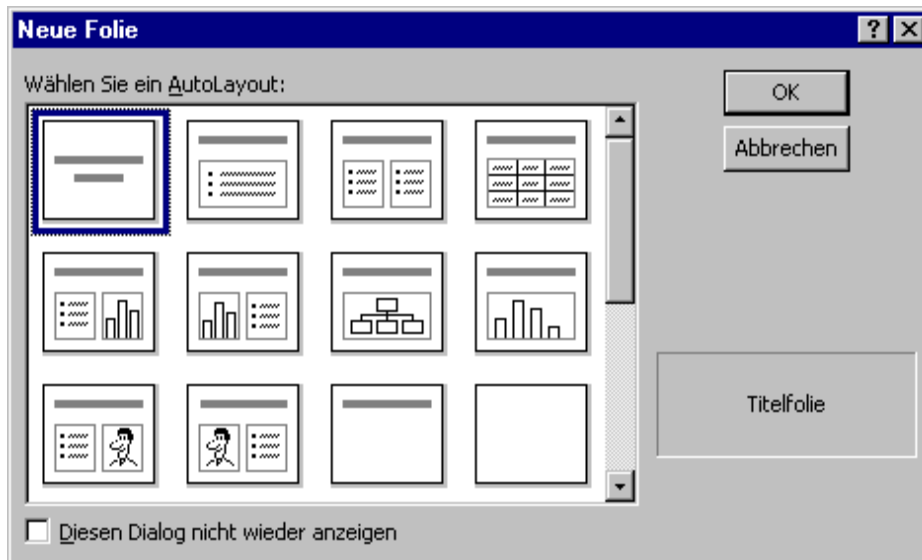 Neue Folie
Wählen Sie ein AutoLayout:
OK
Abbrechen
Titelfolie
Diesen Dialog nicht wieder anzeigen